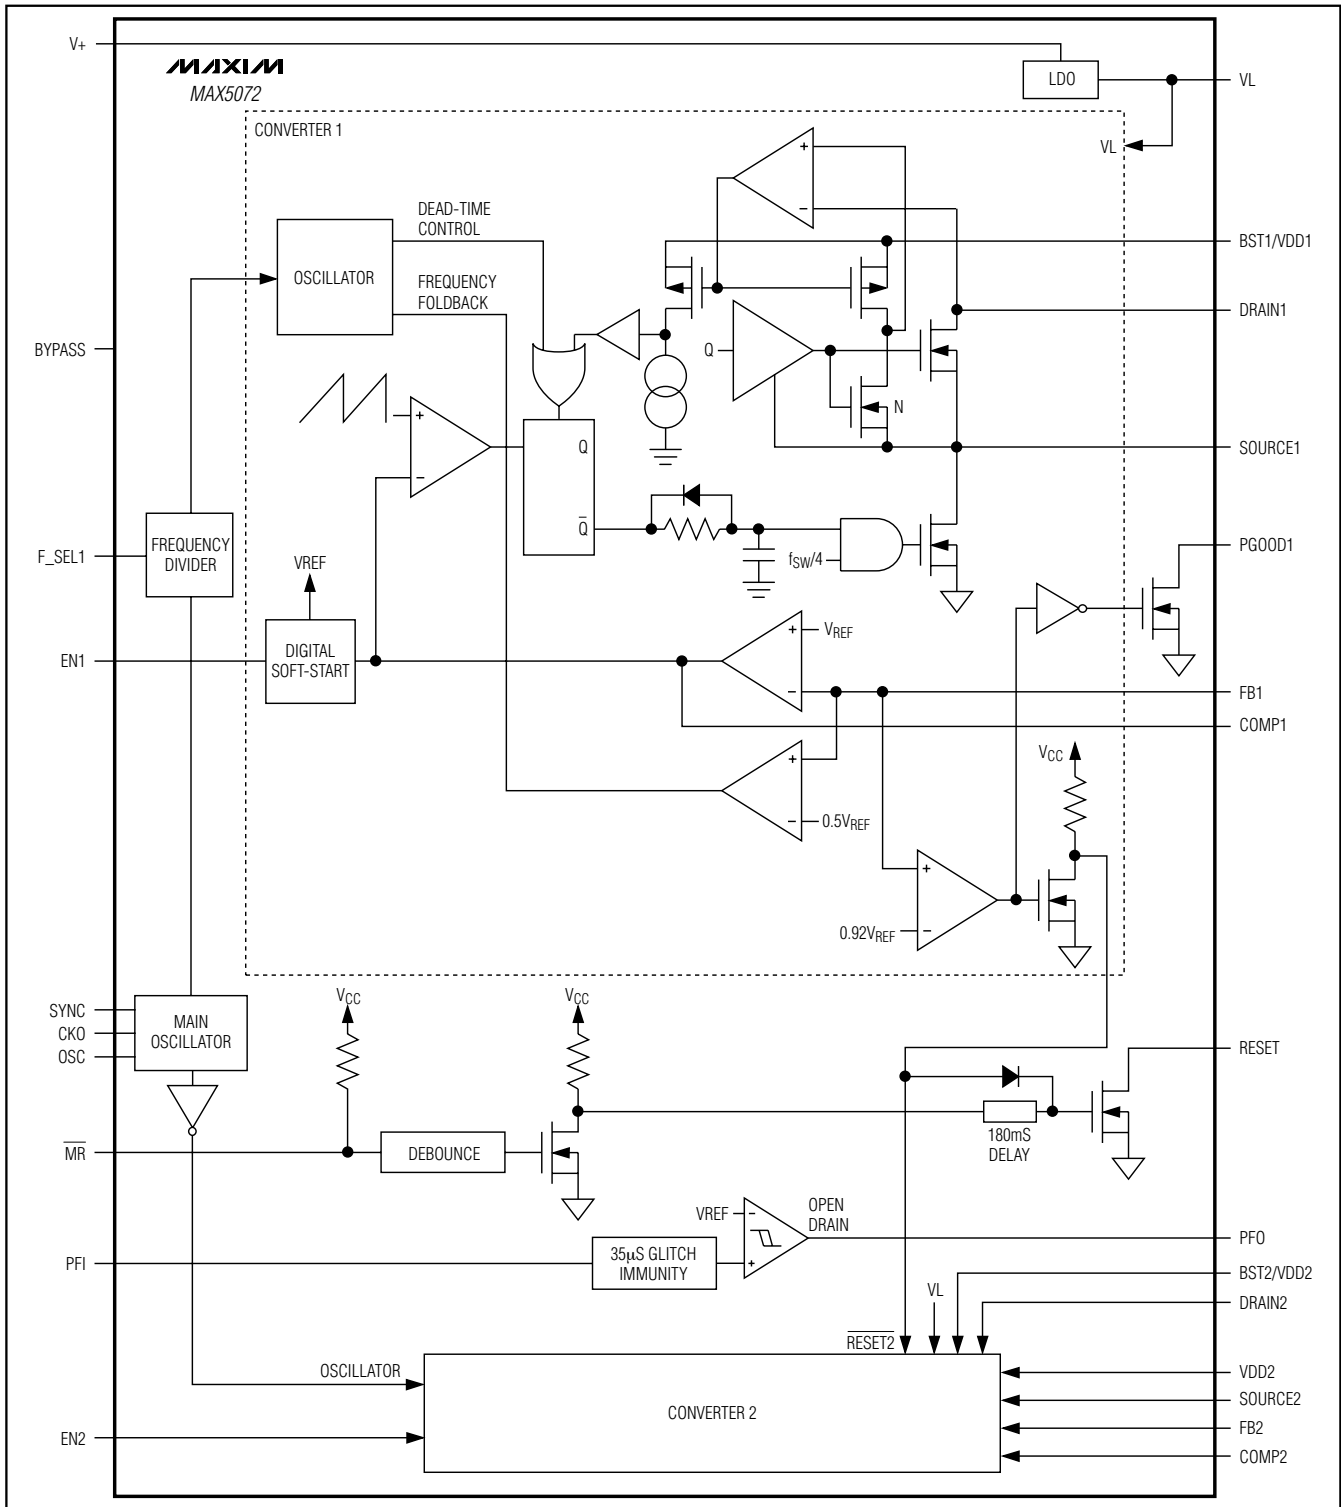 V+
MAXIM
MAX5072
LDO
VL
CONVERTER 1
VL
DEAD-TIME
CONTROL
OSCILLATOR
FREQUENCY
FOLDBACK
+
−
BST1/VDD1
DRAIN1
BYPASS
Q
N
+
−
Q
Q̅
SOURCE1
F_SEL1
FREQUENCY
DIVIDER
fSW/4
PGOOD1
VREF
EN1
DIGITAL
SOFT-START
+
VREF
−
FB1
COMP1
VCC
+
−
0.5VREF
+
0.92VREF
−
SYNC
CKO
OSC
MAIN
OSCILLATOR
VCC
VCC
RESET
180mS
DELAY
M̅R̅
DEBOUNCE
VREF
−
+
OPEN
DRAIN
PFI
35µS GLITCH
IMMUNITY
PFO
BST2/VDD2
DRAIN2
VL
R̅E̅S̅E̅T̅2̅
OSCILLATOR
CONVERTER 2
VDD2
SOURCE2
FB2
COMP2
EN2